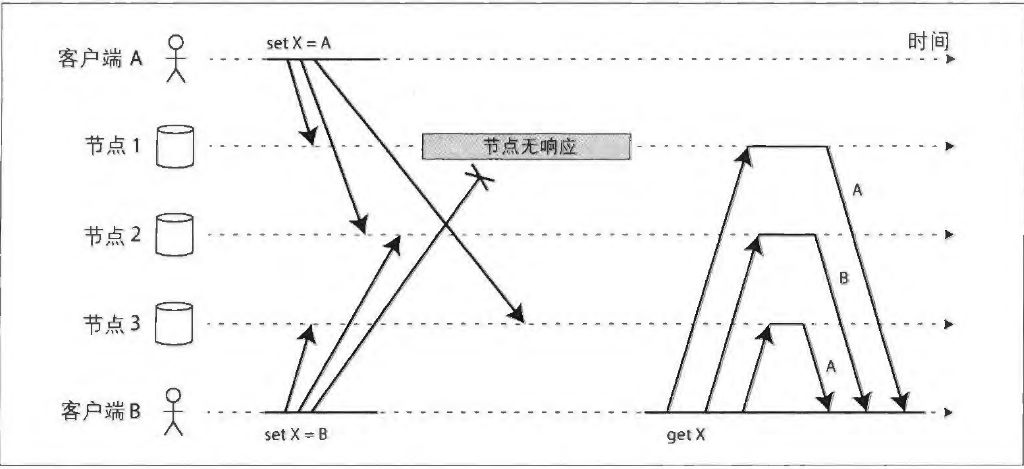 客户端 A
set X = A
时间
节点 1
节点无响应
A
节点 2
B
节点 3
A
客户端 B
set X = B
get X